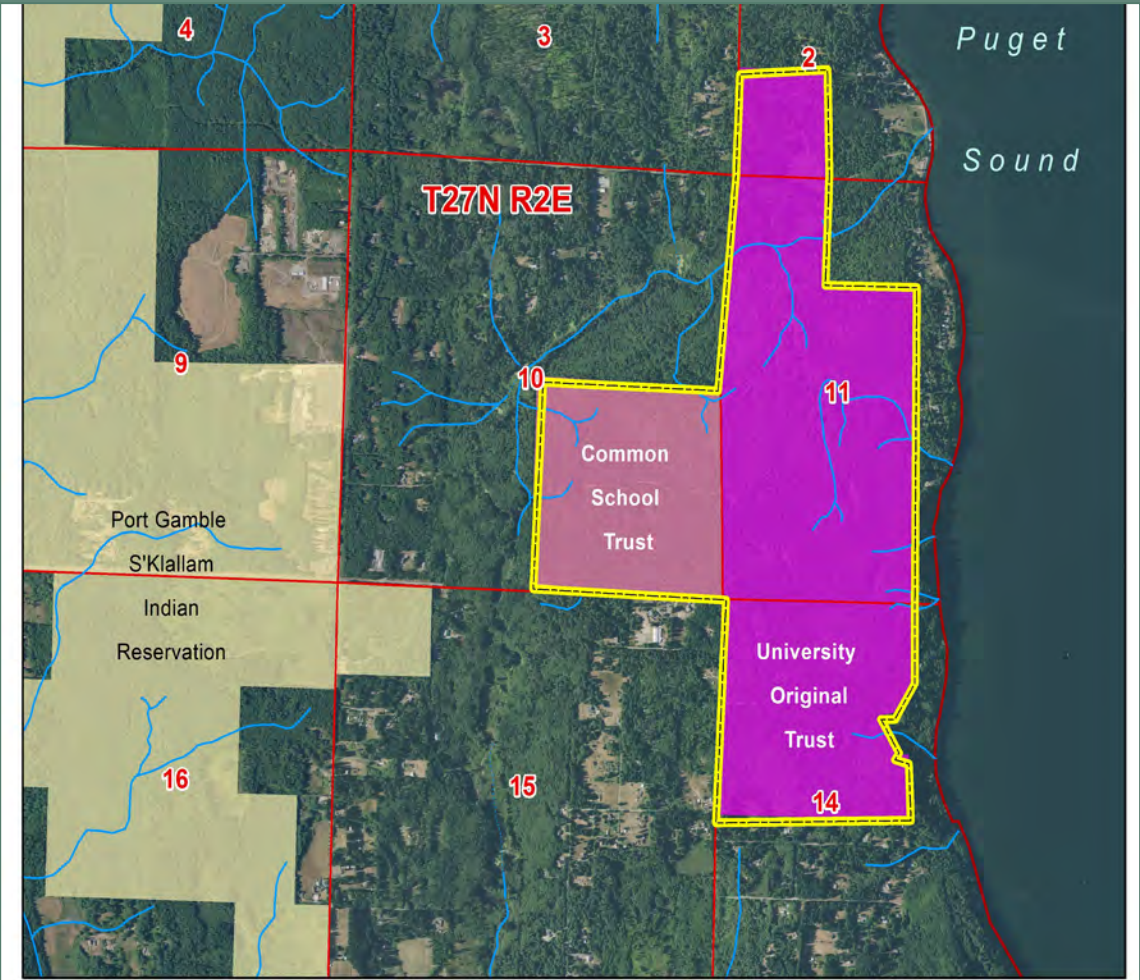 4
3
2
Puget
Sound
T27N R2E
9
10
11
Common
School
Trust
Port Gamble
S'Klallam
Indian
Reservation
University
Original
Trust
16
15
14